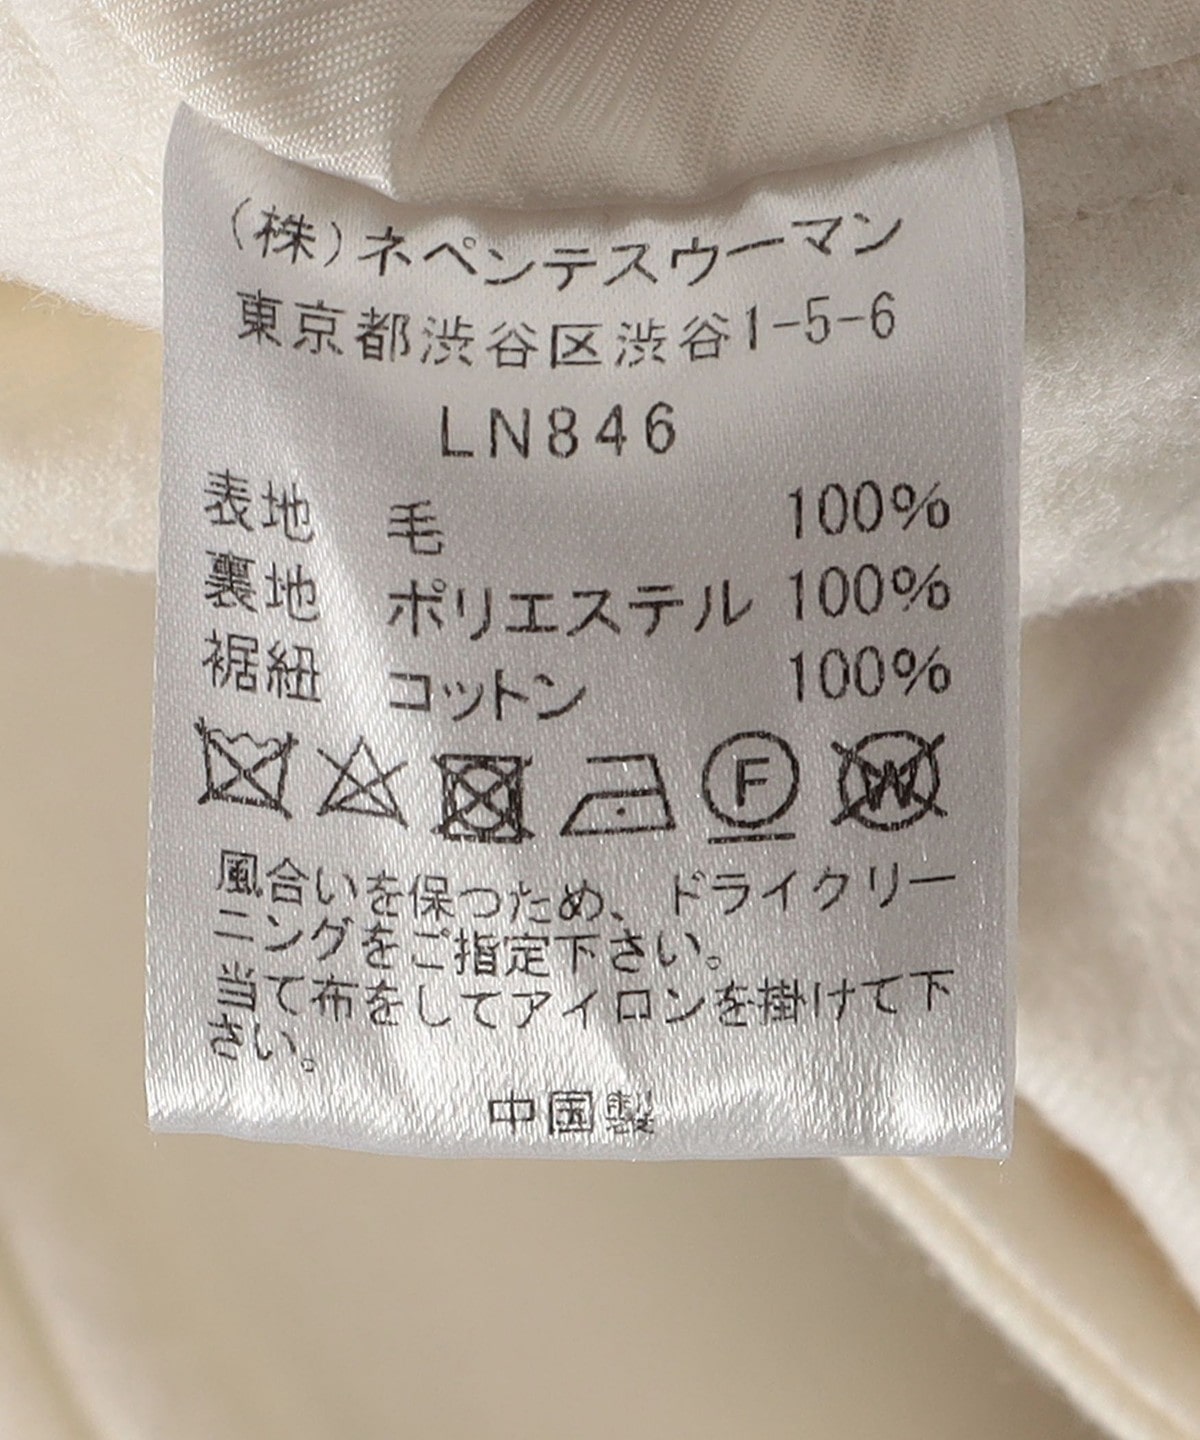 (株)ネペンテスウーマン
東京都渋谷区渋谷1-5-6
LN846
表地 毛 100%
裏地 ポリエステル 100%
裾紐 コットン 100%
F W
風合いを保つため、ドライクリー
ニングをご指定下さい。
当て布をしてアイロンを掛けて下
さい。
中国製